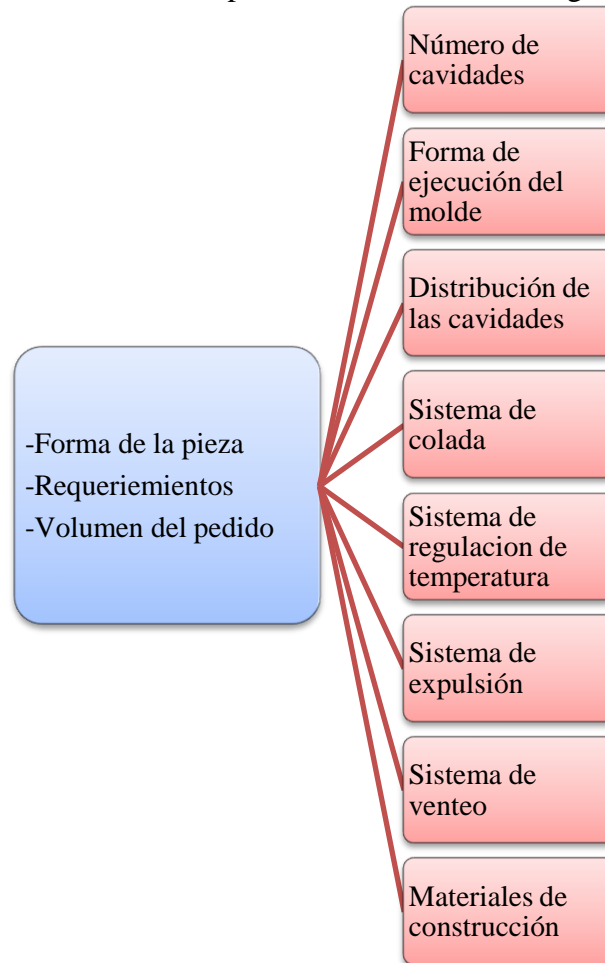 -Forma de la pieza
-Requeriemientos
-Volumen del pedido
Número de
cavidades
Forma de
ejecución del
molde
Distribución de
las cavidades
Sistema de
colada
Sistema de
regulacion de
temperatura
Sistema de
expulsión
Sistema de
venteo
Materiales de
construcción